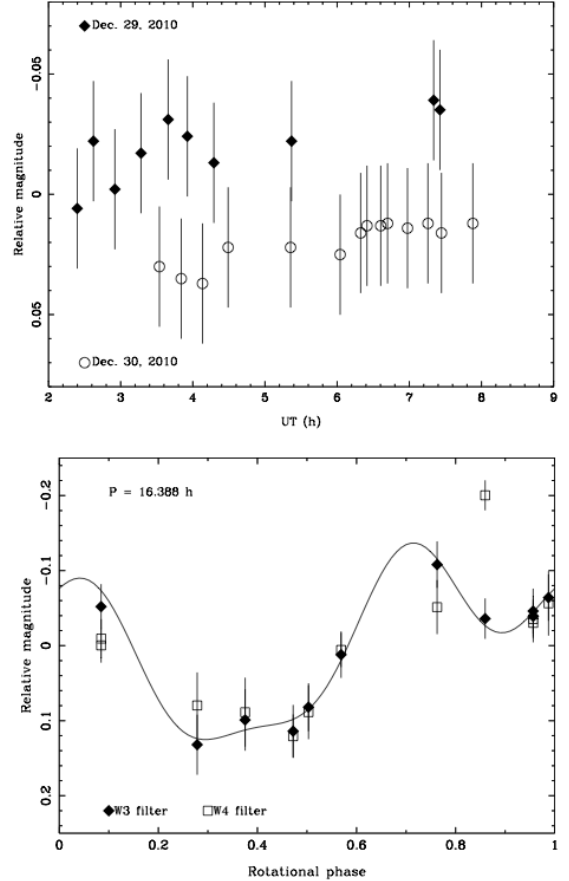 Dec. 29, 2010
-0.05
0
0.05
Relative magnitude
Dec. 30, 2010
2 3 4 5 6 7 8 9
UT (h)
P = 16.388 h
-0.2
-0.1
0
0.1
0.2
Relative magnitude
W3 filter W4 filter
0 0.2 0.4 0.6 0.8 1
Rotational phase